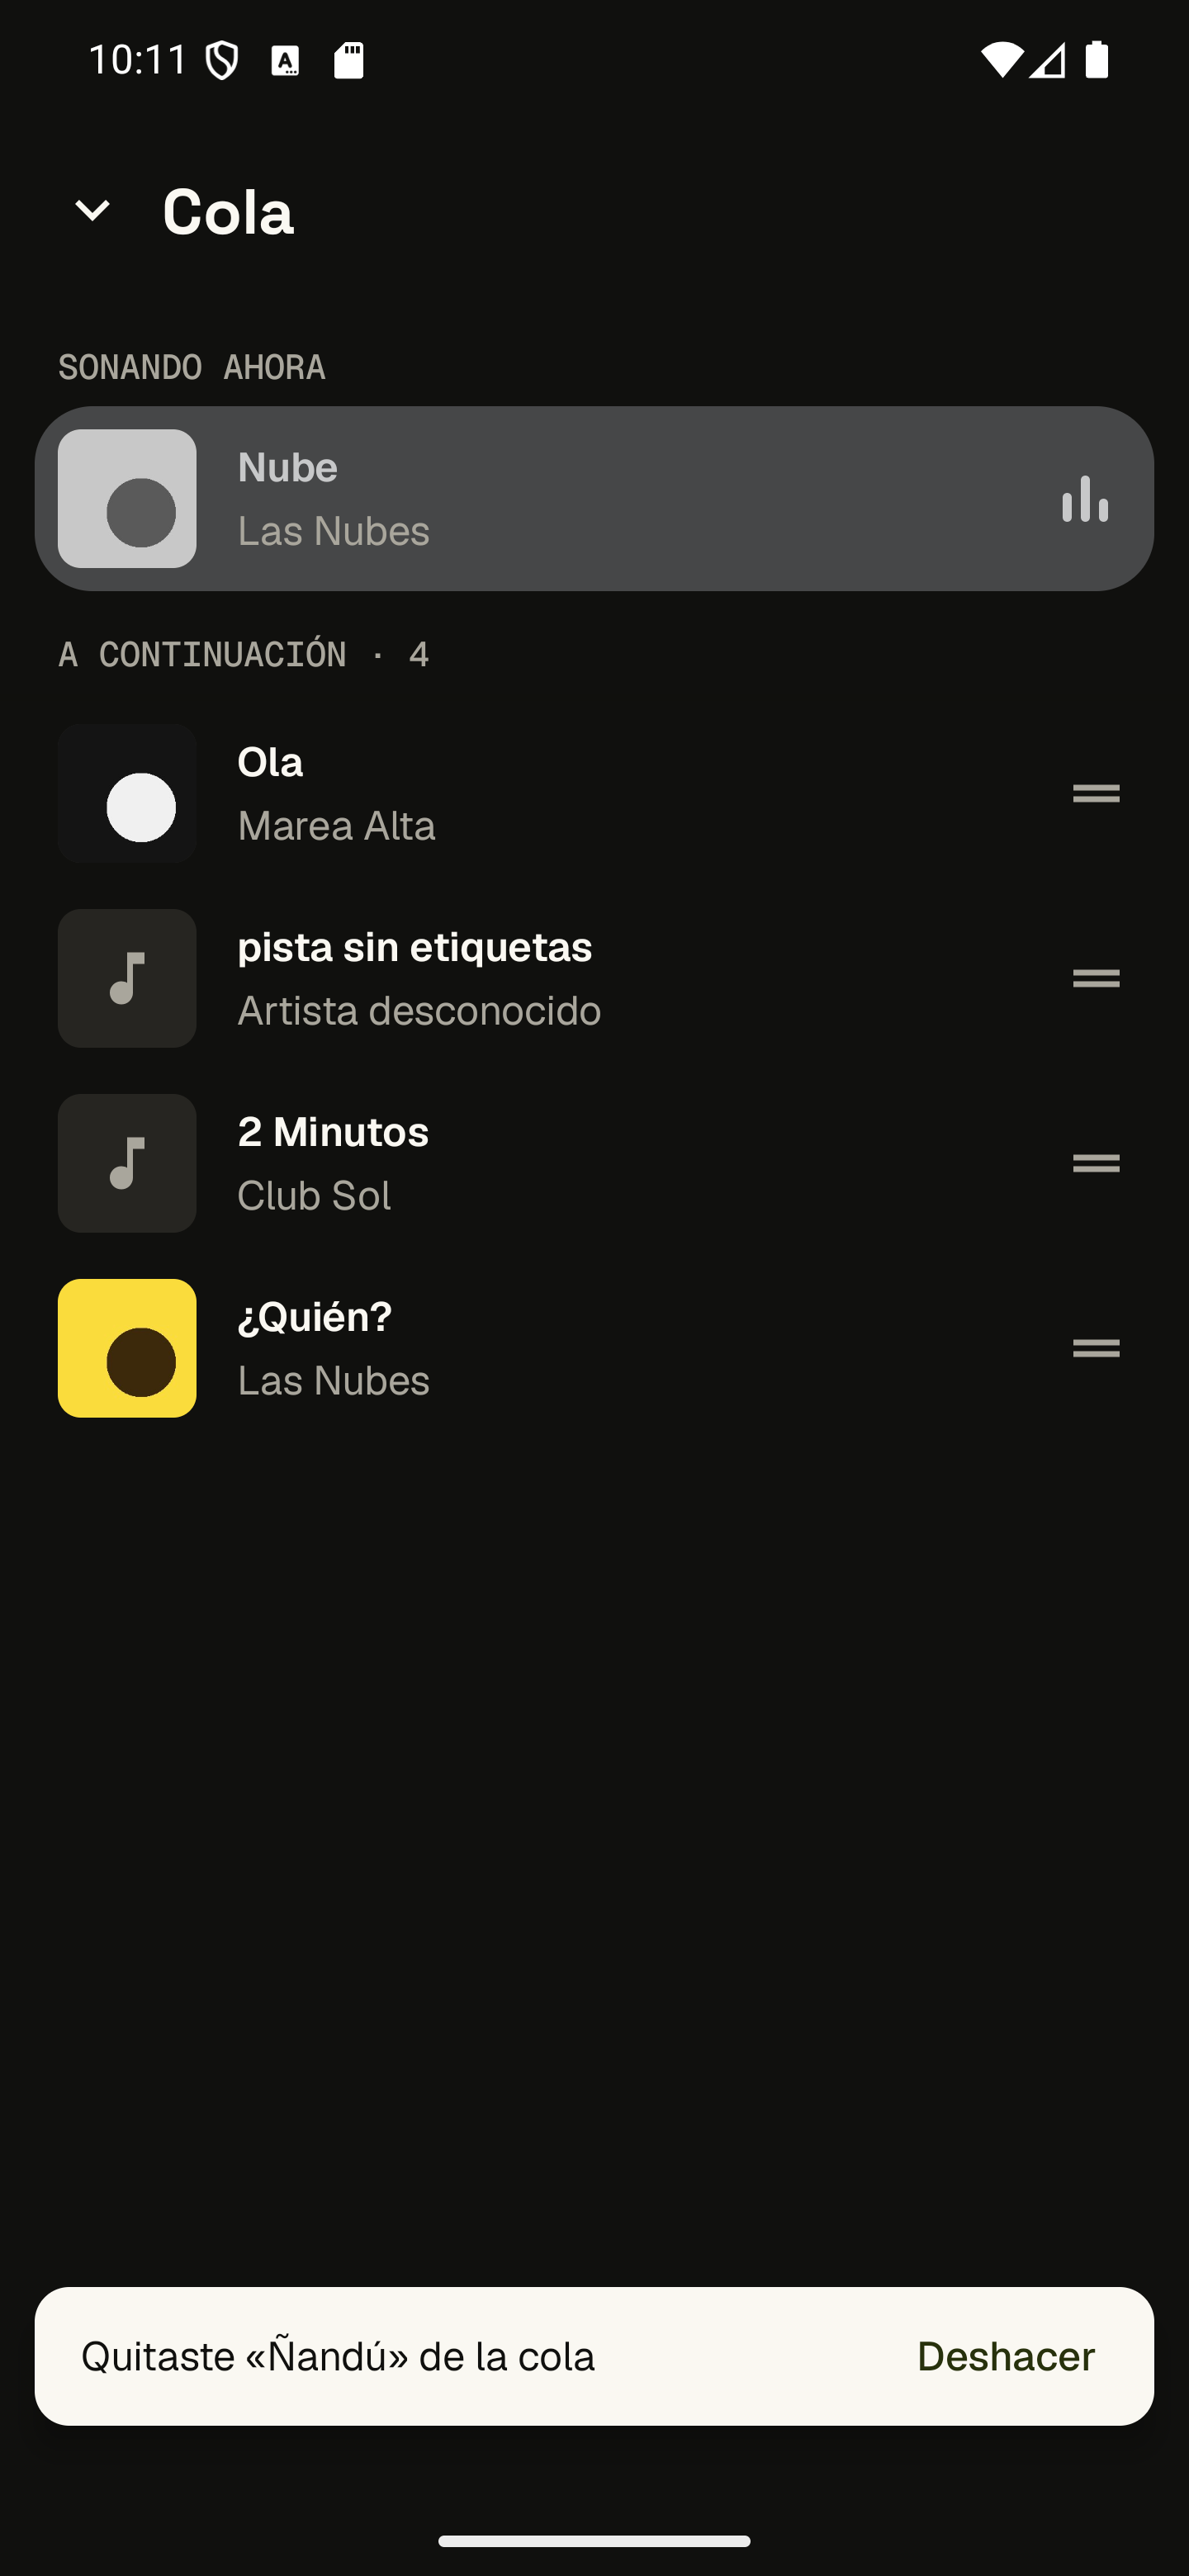 10:11
Cola
SONANDO AHORA
Nube
Las Nubes
A CONTINUACIÓN · 4
Ola
Marea Alta
pista sin etiquetas
Artista desconocido
2 Minutos
Club Sol
¿Quién?
Las Nubes
Quitaste «Ñandú» de la cola
Deshacer